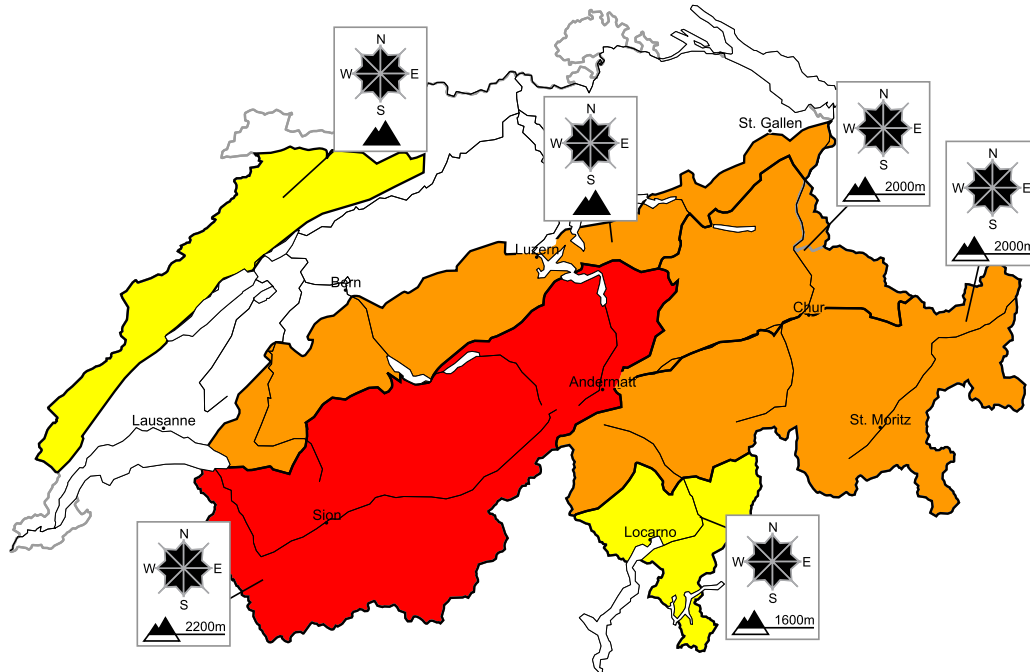 N
W E
S
N
W E
S
N
W E
S
2000m
N
W E
S
2000m
St. Gallen
Luzern
Bern
Chur
Andermatt
Lausanne
St. Moritz
Sion
Locarno
N
W E
S
2200m
N
W E
S
1600m